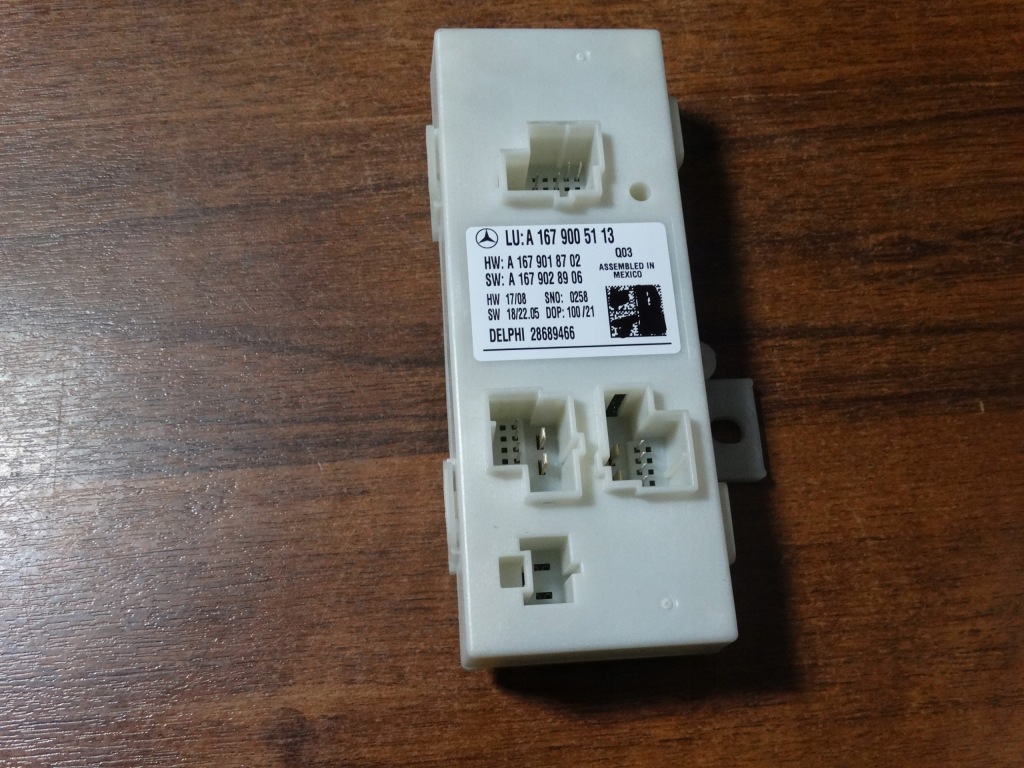 LU: A 167 900 51 13
HW: A 167 901 87 02
SW: A 167 902 89 06
Q03
ASSEMBLED IN
MEXICO
HW 17/08 SNO: 0258
SW 18/22.05 DOP: 100/21
DELPHI 28689466